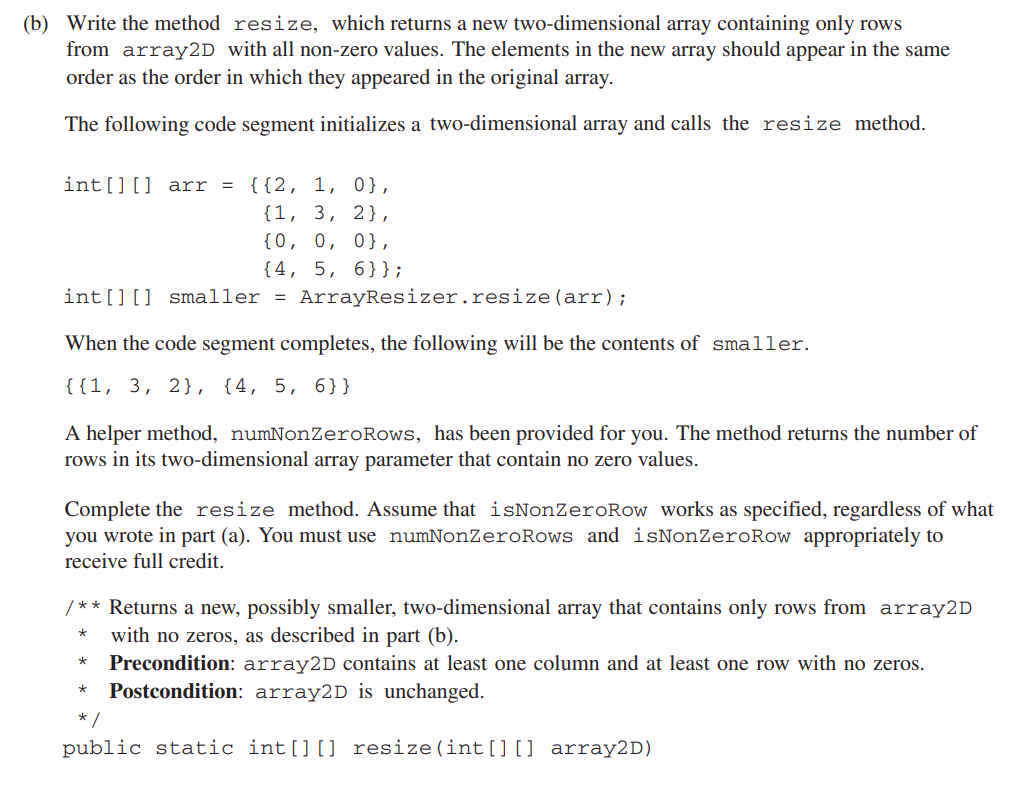 (b) Write the method resize, which returns a new two-dimensional array containing only rows
from array2D with all non-zero values. The elements in the new array should appear in the same
order as the order in which they appeared in the original array.
The following code segment initializes a two-dimensional array and calls the resize method.
int[][] arr = {{2, 1, 0},
{1, 3, 2},
{0, 0, 0},
{4, 5, 6}};
int[][] smaller = ArrayResizer.resize(arr);
When the code segment completes, the following will be the contents of smaller.
{{1, 3, 2}, {4, 5, 6}}
A helper method, numNonZeroRows, has been provided for you. The method returns the number of
rows in its two-dimensional array parameter that contain no zero values.
Complete the resize method. Assume that isNonZeroRow works as specified, regardless of what
you wrote in part (a). You must use numNonZeroRows and isNonZeroRow appropriately to
receive full credit.
/** Returns a new, possibly smaller, two-dimensional array that contains only rows from array2D
* with no zeros, as described in part (b).
* Precondition: array2D contains at least one column and at least one row with no zeros.
* Postcondition: array2D is unchanged.
*/
public static int[][] resize(int[][] array2D)